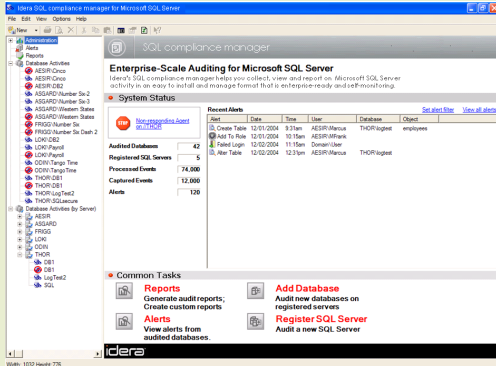 Idera SQL compliance manager for Microsoft SQL Server
File Edit View Options Help
New
Administration
Alerts
Reports
Database Activities
AESIR\Cinco
AESIR\Cinco
AESIR\DB2
ASGARD\Number Six-2
ASGARD\Number Six-3
ASGARD\Western States
ASGARD\Western States
FRIGG\Number Six
FRIGG\Number Six Dash 2
LOKI\DB2
LOKI\Payroll
LOKI\Payroll
ODIN\Tango Time
ODIN\Tango Time
THOR\DB1
THOR\DB1
THOR\LogTest2
THOR\SQLsecure
Database Activities (by Server)
AESIR
ASGARD
FRIGG
LOKI
ODIN
THOR
DB1
DB1
LogTest2
SQL
SQL compliance manager
Enterprise-Scale
Auditing for Microsoft SQL Server
Idera's SQL compliance manager helps you collect, view and report on Microsoft SQL Server
activity in an easy to install and manage format that is enterprise-ready and self-monitoring.
System Status
STOP
Non-responding Agent
on //THOR
Audited Databases 42
Registered SQL Servers 5
Processed Events 74,000
Captured Events 12,000
Alerts 120
Recent Alerts Set alert filter View all alerts
Alert Date Time User Database Object
Create Table 12/01/2004 9:31am AESIR\Marcus THOR\logtest employees
Add To Role 12/01/2004 10:15am AESIR\MFrank
Failed Login 12/02/2004 11:15am Domain\User
Alter Table 12/02/2004 12:31pm AESIR\Marcus THOR\logtest
Common Tasks
Reports
Generate audit reports;
Create custom reports
Add Database
Audit new databases on
registered servers
Alerts
View alerts from
audited databases.
Register SQL Server
Audit a new SQL Server
idera
Width: 1032 Height: 776